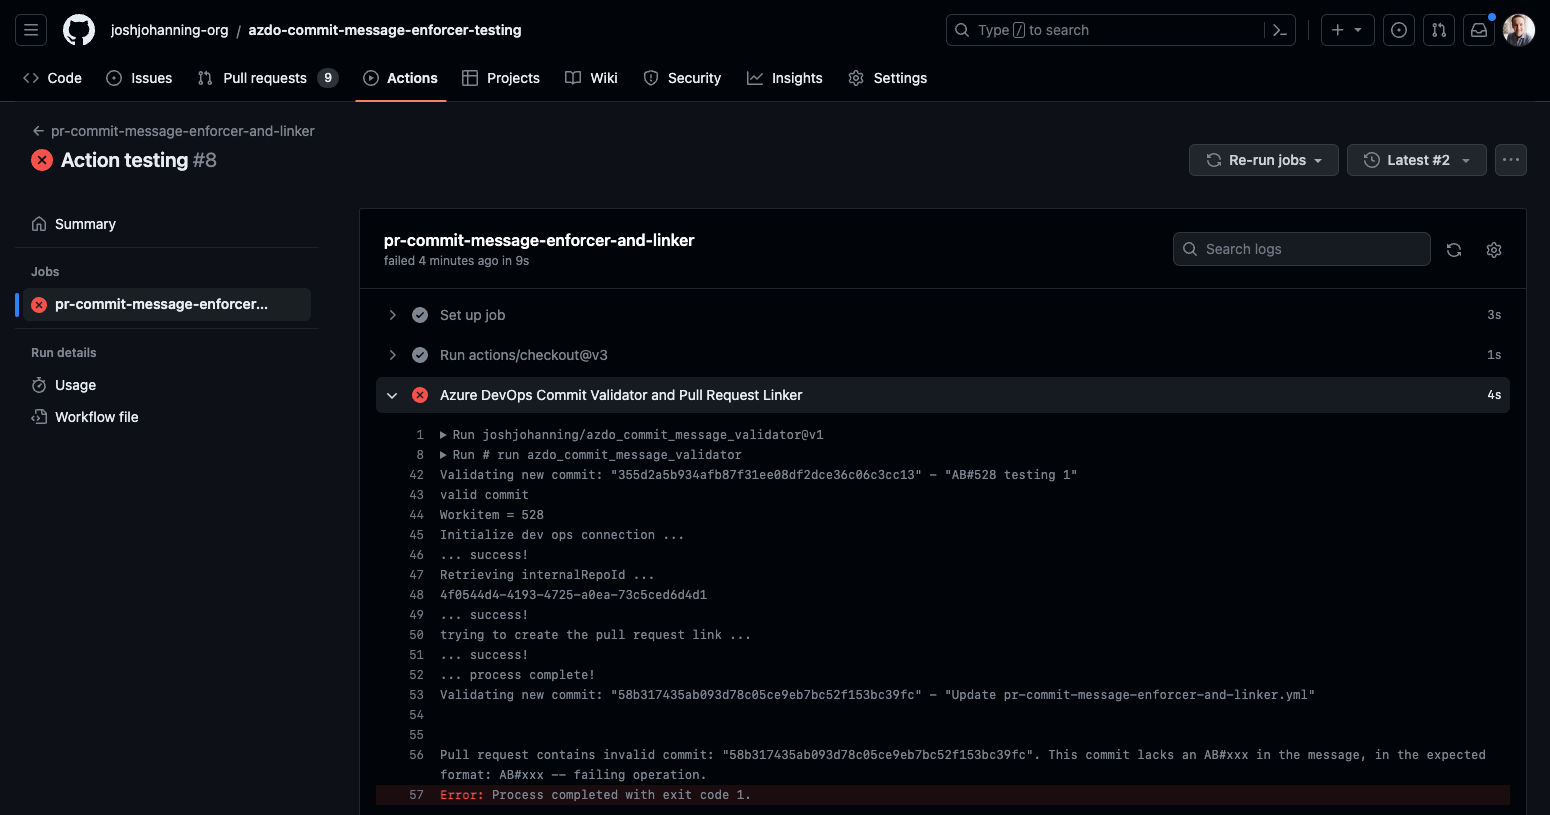 joshjohanning-org / azdo-commit-message-enforcer-testing
Type / to search
Code Issues Pull requests 9 Actions Projects Wiki Security Insights Settings
← pr-commit-message-enforcer-and-linker
Action testing #8
Re-run jobs
Latest #2
Summary
Jobs
pr-commit-message-enforcer...
Run details
Usage
Workflow file
pr-commit-message-enforcer-and-linker
failed 4 minutes ago in 9s
Search logs
Set up job 3s
Run actions/checkout@v3 1s
Azure DevOps Commit Validator and Pull Request Linker 4s
1 ▶ Run joshjohanning/azdo_commit_message_validator@v1
8 ▶ Run # run azdo_commit_message_validator
42 Validating new commit: "355d2a5b934afb87f31ee08df2dce36c06c3cc13" - "AB#528 testing 1"
43 valid commit
44 Workitem = 528
45 Initialize dev ops connection ...
46 ... success!
47 Retrieving internalRepoId ...
48 4f0544d4-4193-4725-a0ea-73c5ced6d4d1
49 ... success!
50 trying to create the pull request link ...
51 ... success!
52 ... process complete!
53 Validating new commit: "58b317435ab093d78c05ce9eb7bc52f153bc39fc" - "Update pr-commit-message-enforcer-and-linker.yml"
54
55
56 Pull request contains invalid commit: "58b317435ab093d78c05ce9eb7bc52f153bc39fc". This commit lacks an AB#xxx in the message, in the expected
format: AB#xxx -- failing operation.
57 Error: Process completed with exit code 1.